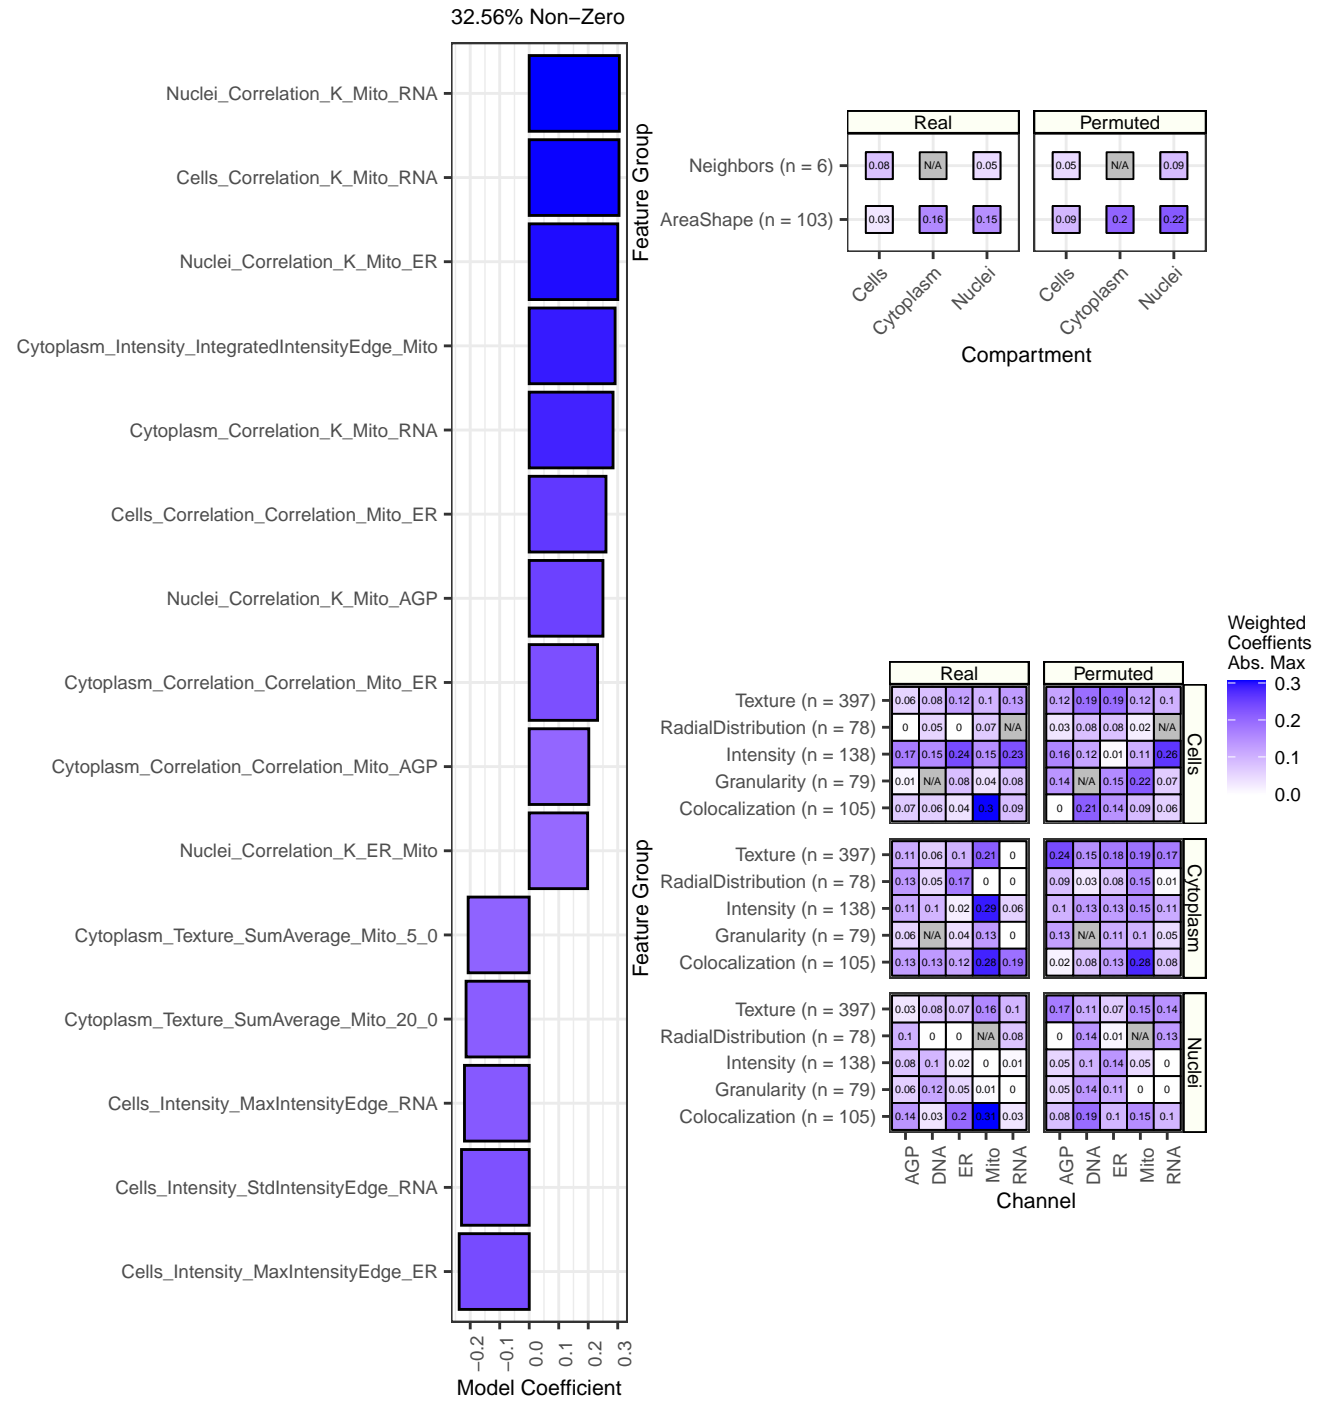 32.56% Non−Zero
Nuclei_Correlation_K_Mito_RNA
Cells_Correlation_K_Mito_RNA
Nuclei_Correlation_K_Mito_ER
Cytoplasm_Intensity_IntegratedIntensityEdge_Mito
Cytoplasm_Correlation_K_Mito_RNA
Cells_Correlation_Correlation_Mito_ER
Nuclei_Correlation_K_Mito_AGP
Cytoplasm_Correlation_Correlation_Mito_ER
Cytoplasm_Correlation_Correlation_Mito_AGP
Nuclei_Correlation_K_ER_Mito
Cytoplasm_Texture_SumAverage_Mito_5_0
Cytoplasm_Texture_SumAverage_Mito_20_0
Cells_Intensity_MaxIntensityEdge_RNA
Cells_Intensity_StdIntensityEdge_RNA
Cells_Intensity_MaxIntensityEdge_ER
−0.2 −0.1 0.0 0.1 0.2 0.3
Model Coefficient
Feature Group
Real Permuted
Neighbors (n = 6) 0.08 N/A 0.05 0.05 N/A 0.09
AreaShape (n = 103) 0.03 0.16 0.15 0.09 0.2 0.22
Cells Cytoplasm Nuclei Cells Cytoplasm Nuclei
Compartment
Feature Group
Real Permuted
Texture (n = 397) 0.06 0.08 0.12 0.1 0.13 0.12 0.19 0.19 0.12 0.1
RadialDistribution (n = 78) 0 0.05 0 0.07 N/A 0.03 0.08 0.08 0.02 N/A
Intensity (n = 138) 0.17 0.15 0.24 0.15 0.23 0.16 0.12 0.01 0.11 0.26
Granularity (n = 79) 0.01 N/A 0.08 0.04 0.08 0.14 N/A 0.15 0.22 0.07
Colocalization (n = 105) 0.07 0.06 0.04 0.3 0.09 0 0.21 0.14 0.09 0.06
Cells
Texture (n = 397) 0.11 0.06 0.1 0.21 0 0.24 0.15 0.18 0.19 0.17
RadialDistribution (n = 78) 0.13 0.05 0.17 0 0 0.09 0.03 0.08 0.15 0.01
Intensity (n = 138) 0.11 0.1 0.02 0.29 0.06 0.1 0.13 0.13 0.15 0.11
Granularity (n = 79) 0.06 N/A 0.04 0.13 0 0.13 N/A 0.11 0.1 0.05
Colocalization (n = 105) 0.13 0.13 0.12 0.28 0.19 0.02 0.08 0.13 0.28 0.08
Cytoplasm
Texture (n = 397) 0.03 0.08 0.07 0.16 0.1 0.17 0.11 0.07 0.15 0.14
RadialDistribution (n = 78) 0.1 0 0 N/A 0.08 0 0.14 0.01 N/A 0.13
Intensity (n = 138) 0.08 0.1 0.02 0 0.01 0.05 0.1 0.14 0.05 0
Granularity (n = 79) 0.06 0.12 0.05 0.01 0 0.05 0.14 0.11 0 0
Colocalization (n = 105) 0.14 0.03 0.2 0.31 0.03 0.08 0.19 0.1 0.15 0.1
Nuclei
AGP DNA ER Mito RNA AGP DNA ER Mito RNA
Channel
Weighted
Coeffients
Abs. Max
0.3
0.2
0.1
0.0